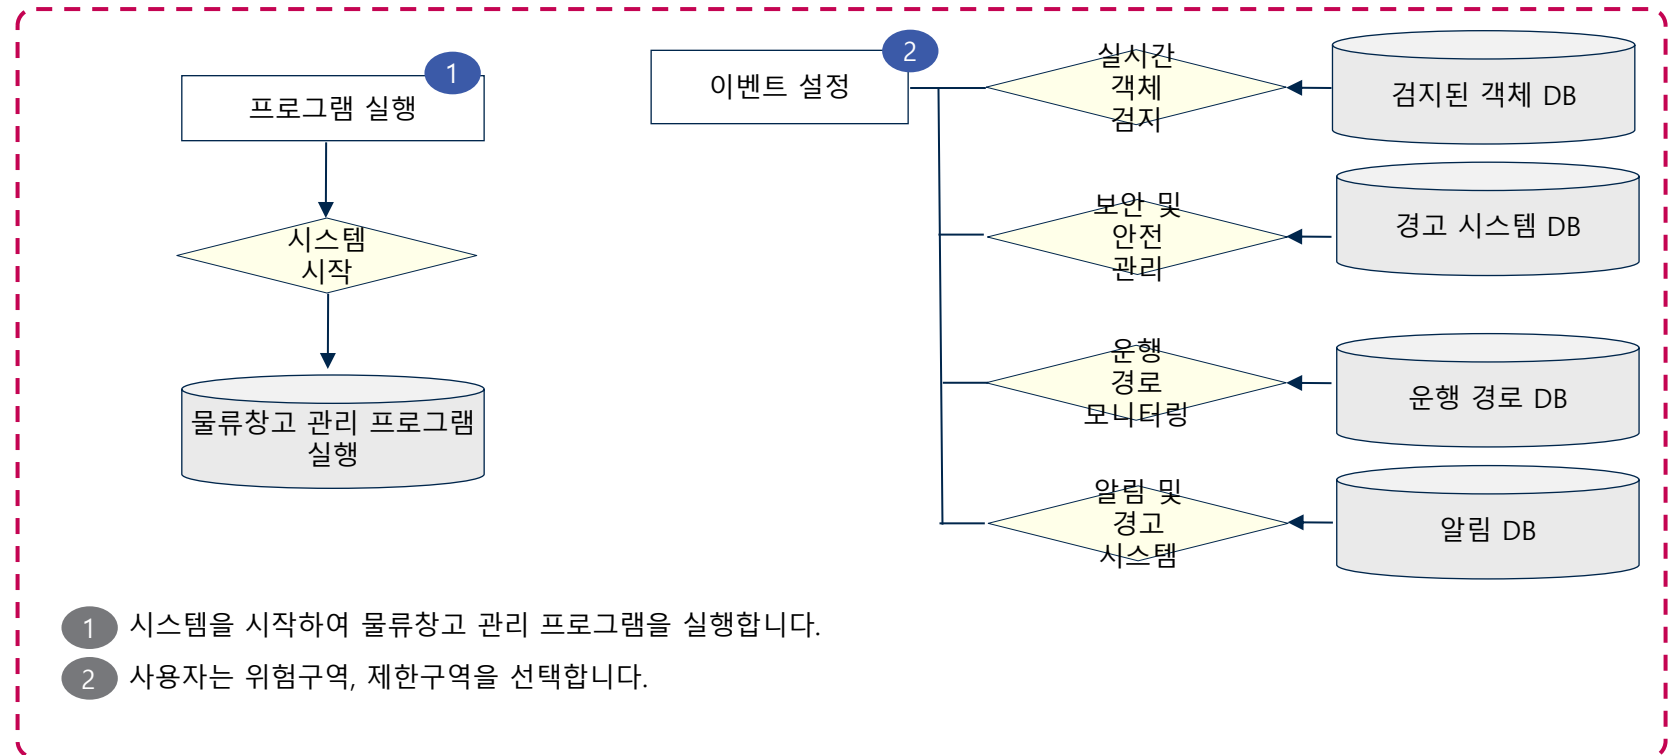 1
프로그램 실행
시스템
시작
물류창고 관리 프로그램
실행
2
이벤트 설정
실시간
객체
검지
검지된 객체 DB
보안 및
안전
관리
경고 시스템 DB
운행
경로
모니터링
운행 경로 DB
알림 및
경고
시스템
알림 DB
1 시스템을 시작하여 물류창고 관리 프로그램을 실행합니다.
2 사용자는 위험구역, 제한구역을 선택합니다.